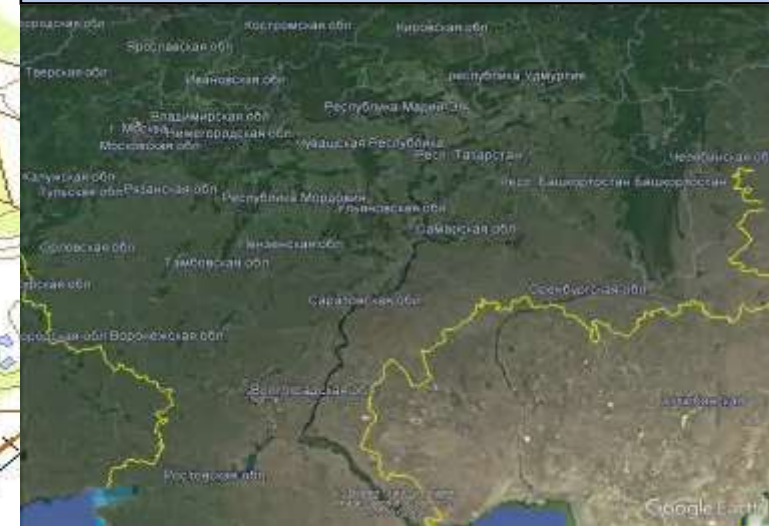 Костромская обл
Кировская обл
Ярославская обл
Тверская обл
Ивановская обл
республика Удмуртия
Владимирская обл
Республика Марий Эл
г. Москва
Нижегородская обл
Московская обл
Чувашская Республика
Респ. Татарстан
Калужская обл
Тульская обл
Рязанская обл
Республика Мордовия
Ульяновская обл
Респ. Башкортостан Башкортостан
Самарская обл
Орловская обл
Пензенская обл
Тамбовская обл
Саратовская обл
Оренбургская обл
Воронежская обл
Волгоградская
Ростовская обл
Google Earth